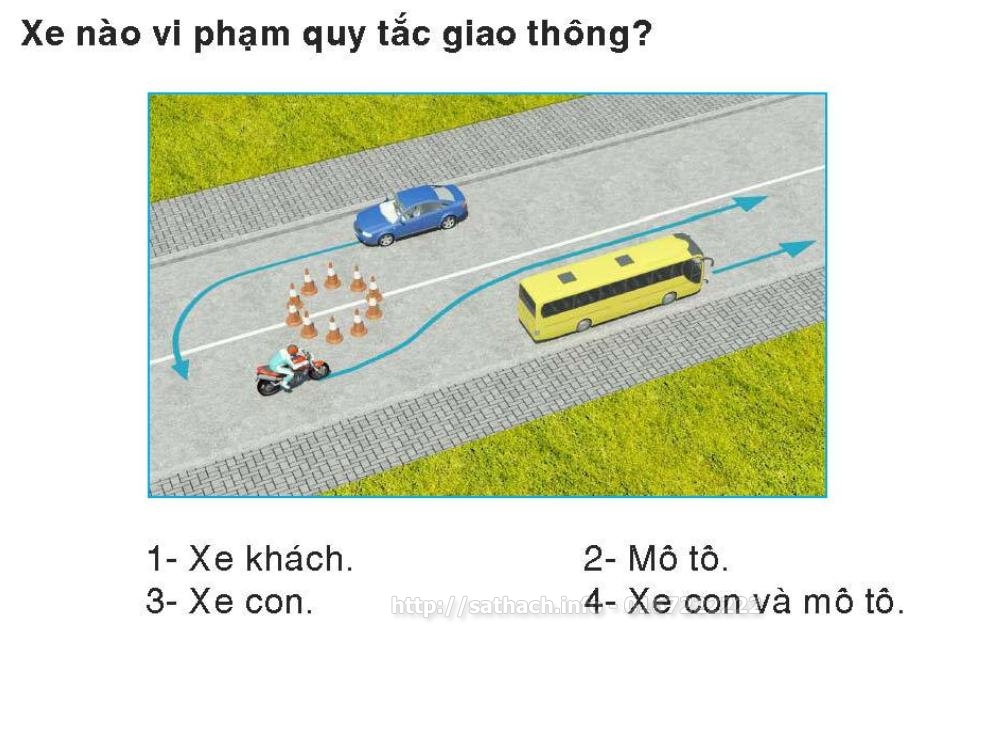 Xe nào vi phạm quy tắc giao thông?
1- Xe khách. 2- Mô tô.
3- Xe con. 4- Xe con và mô tô.
http://sathach.info